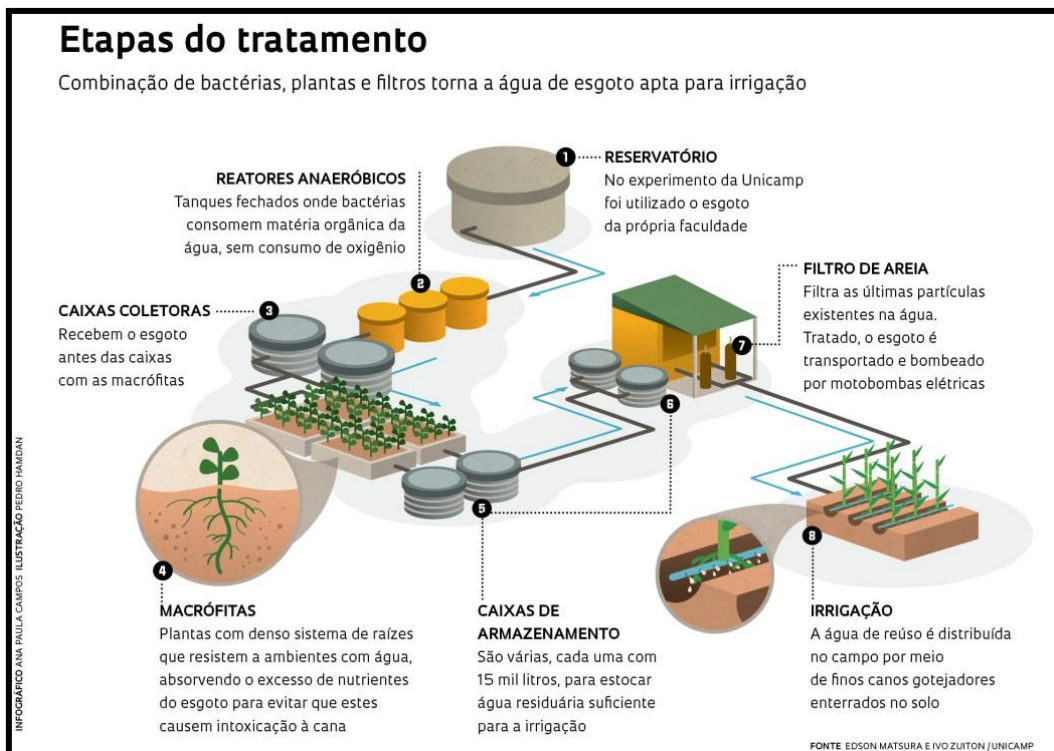 Etapas do tratamento
Combinação de bactérias, plantas e filtros torna a água de esgoto apta para irrigação
1
RESERVATÓRIO
No experimento da Unicamp
foi utilizado o esgoto
da própria faculdade
REATORES ANAERÓBICOS
Tanques fechados onde bactérias
consomem matéria orgânica da
água, sem consumo de oxigênio
2
CAIXAS COLETORAS
Recebem o esgoto
antes das caixas
com as macrófitas
3
FILTRO DE AREIA
Filtra as últimas partículas
existentes na água.
Tratado, o esgoto é
transportado e bombeado
por motobombas elétricas
7
6
5
4
MACRÓFITAS
Plantas com denso sistema de raízes
que resistem a ambientes com água,
absorvendo o excesso de nutrientes
do esgoto para evitar que estes
causem intoxicação à cana
CAIXAS DE
ARMAZENAMENTO
São várias, cada uma com
15 mil litros, para estocar
água residuária suficiente
para a irrigação
8
IRRIGAÇÃO
A água de reúso é distribuída
no campo por meio
de finos canos gotejadores
enterrados no solo
INFOGRÁFICO ANA PAULA CAMPOS ILUSTRAÇÃO PEDRO HAMDAN
FONTE EDSON MATSURA E IVO ZUITON /UNICAMP